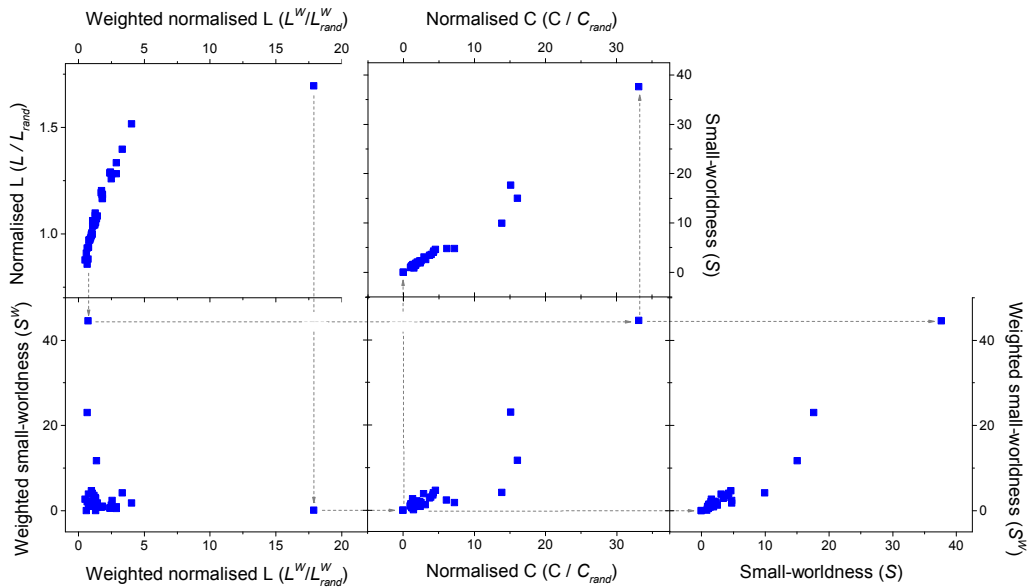 Weighted normalised L (L^W/L^W_rand)
Normalised C (C / C_rand)
0 5 10 15 20
0 10 20 30
Normalised L (L / L_rand)
1.5
1.0
Small-worldness (S)
40
30
20
10
0
Weighted small-worldness (S^W)
40
20
0
Weighted small-worldness (S^W)
40
20
0
0 5 10 15 20
0 10 20 30
0 10 20 30 40
Weighted normalised L (L^W/L^W_rand)
Normalised C (C / C_rand)
Small-worldness (S)